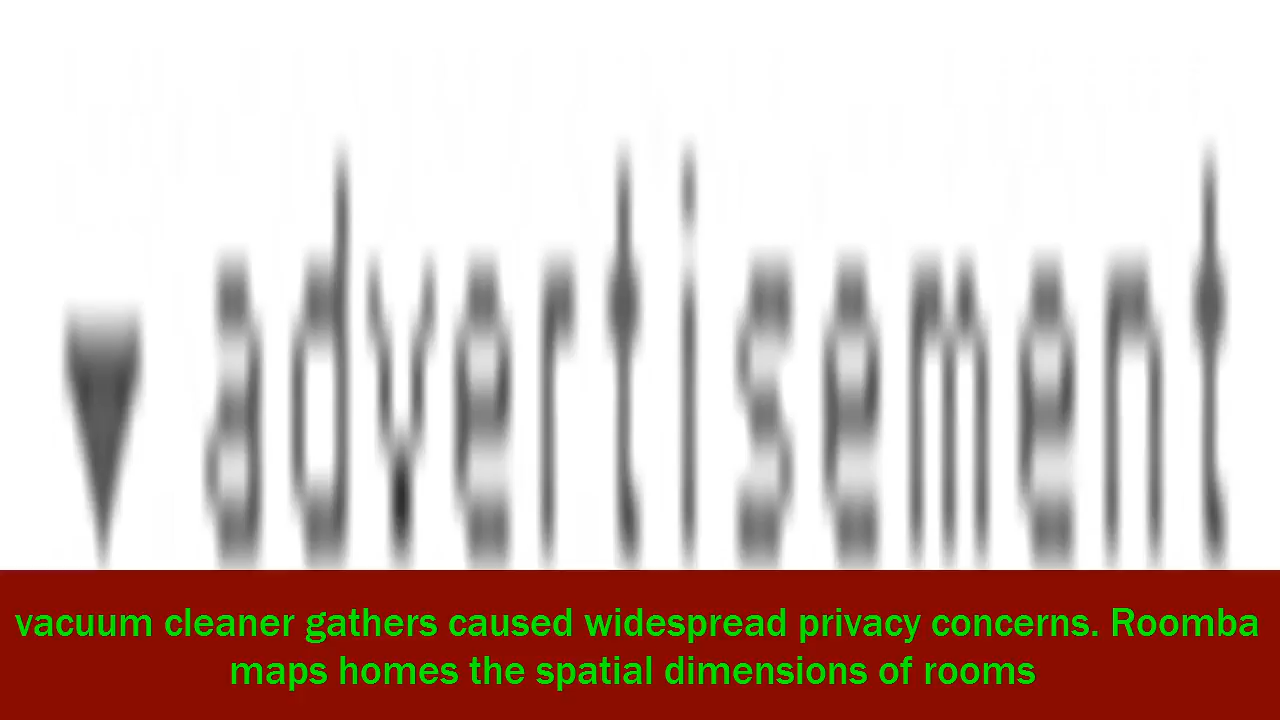 advertisement
vacuum cleaner gathers caused widespread privacy concerns. Roomba
maps homes the spatial dimensions of rooms